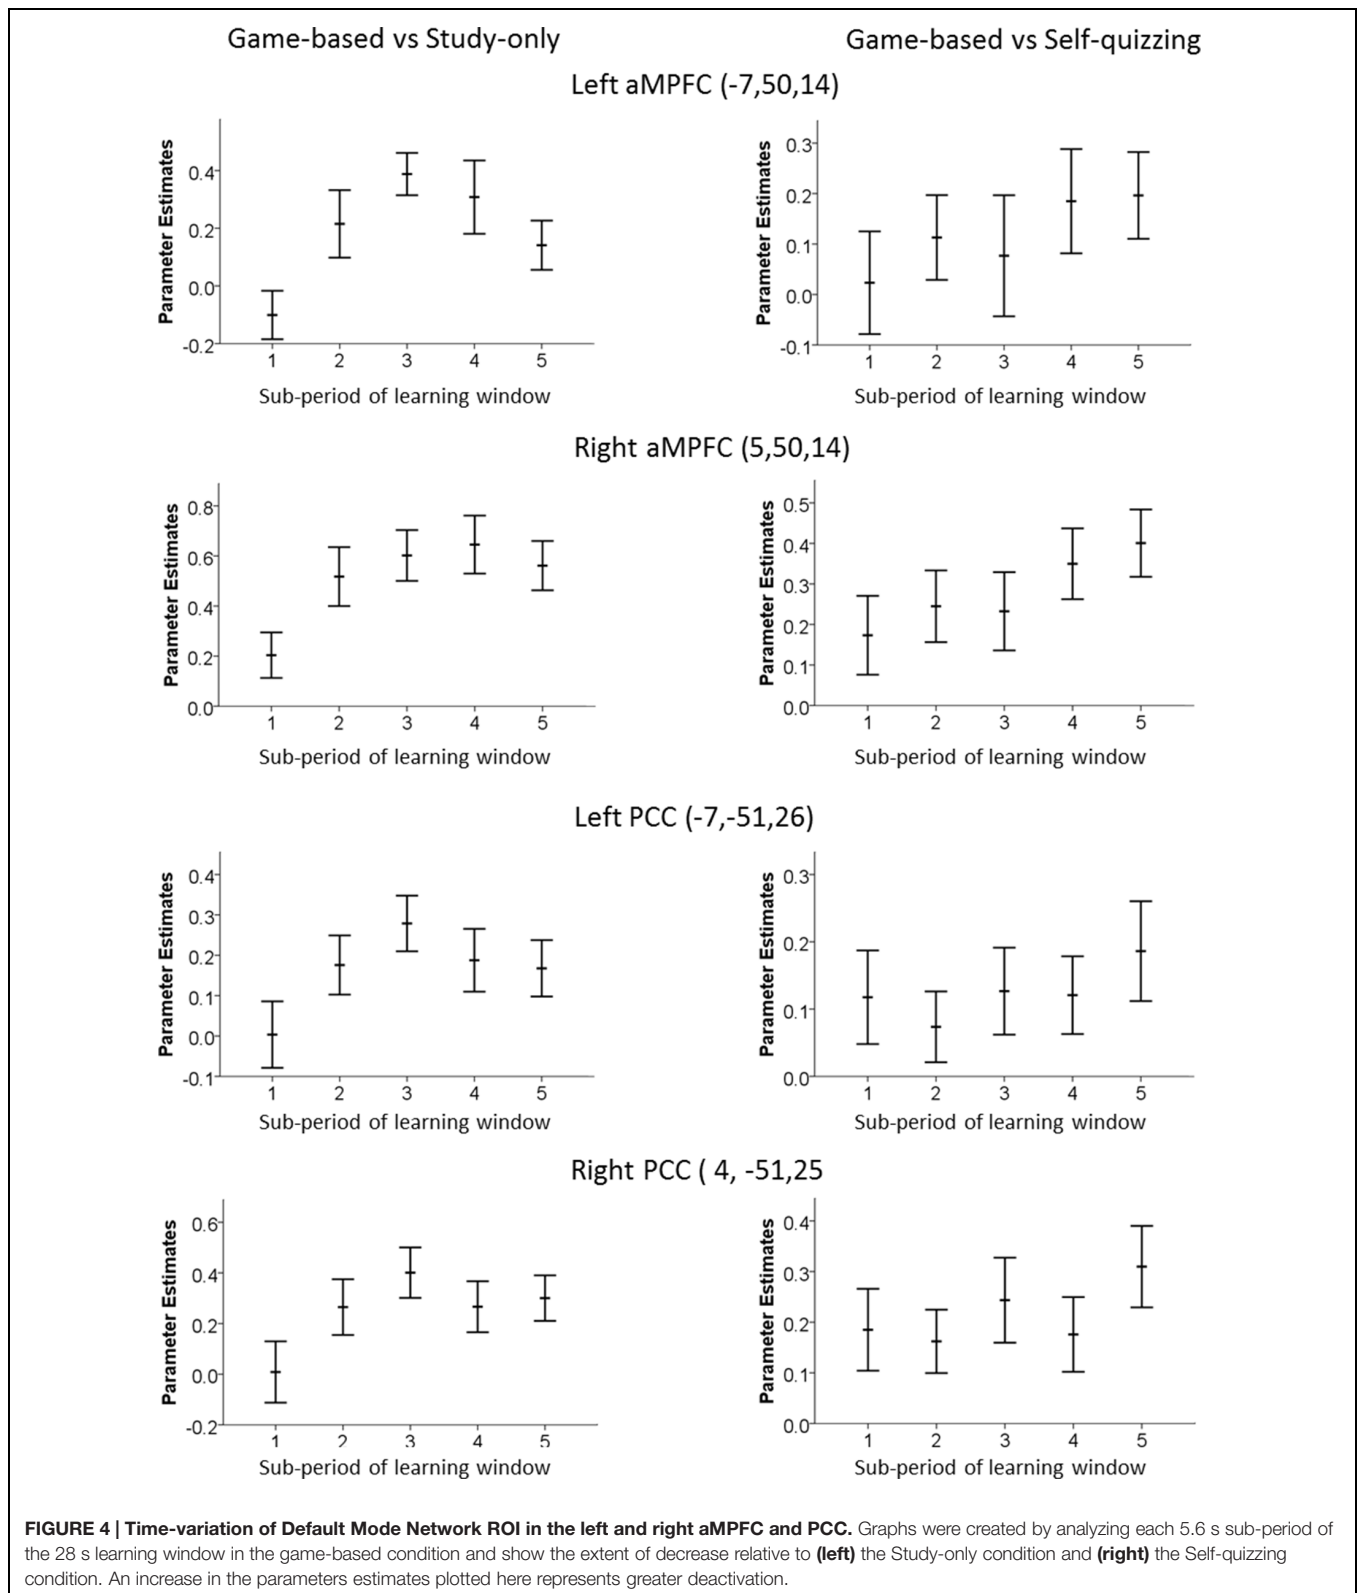 Game-based vs Study-only
Game-based vs Self-quizzing
Left aMPFC (-7,50,14)
Parameter Estimates
0.4
0.2
0.0
-0.2
1 2 3 4 5
Sub-period of learning window
Parameter Estimates
0.3
0.2
0.1
0.0
-0.1
1 2 3 4 5
Sub-period of learning window
Right aMPFC (5,50,14)
Parameter Estimates
0.8
0.6
0.4
0.2
0.0
1 2 3 4 5
Sub-period of learning window
Parameter Estimates
0.5
0.4
0.3
0.2
0.1
0.0
1 2 3 4 5
Sub-period of learning window
Left PCC (-7,-51,26)
Parameter Estimates
0.4
0.3
0.2
0.1
0.0
-0.1
1 2 3 4 5
Sub-period of learning window
Parameter Estimates
0.3
0.2
0.1
0.0
1 2 3 4 5
Sub-period of learning window
Right PCC ( 4, -51,25
Parameter Estimates
0.6
0.4
0.2
0.0
-0.2
1 2 3 4 5
Sub-period of learning window
Parameter Estimates
0.4
0.3
0.2
0.1
0.0
1 2 3 4 5
Sub-period of learning window
FIGURE 4 | Time-variation of Default Mode Network ROI in the left and right aMPFC and PCC. Graphs were created by analyzing each 5.6 s sub-period of
the 28 s learning window in the game-based condition and show the extent of decrease relative to (left) the Study-only condition and (right) the Self-quizzing
condition. An increase in the parameters estimates plotted here represents greater deactivation.